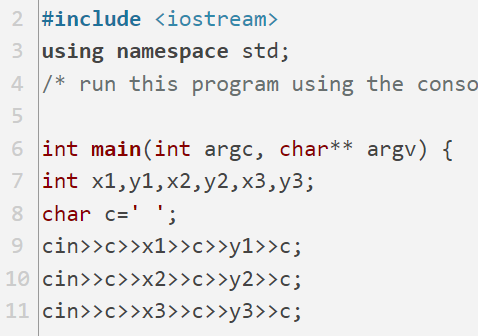 2 #include <iostream>
3 using namespace std;
4 /* run this program using the conso
5
6 int main(int argc, char** argv) {
7 int x1,y1,x2,y2,x3,y3;
8 char c=' ';
9 cin>>c>>x1>>c>>y1>>c;
10 cin>>c>>x2>>c>>y2>>c;
11 cin>>c>>x3>>c>>y3>>c;